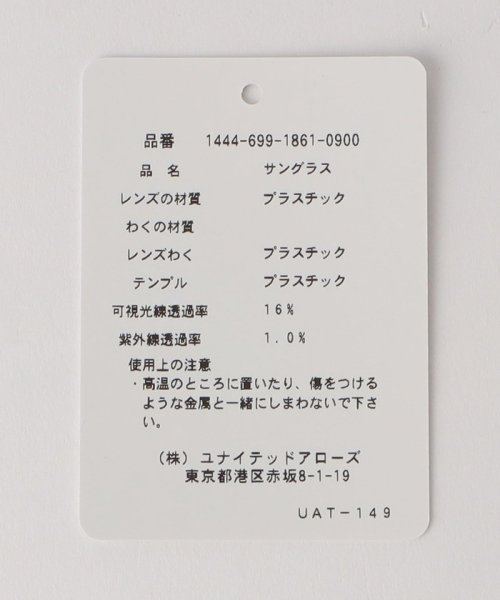 品番 1444-699-1861-0900
品 名 サングラス
レンズの材質 プラスチック
わくの材質
レンズわく プラスチック
テンプル プラスチック
可視光線透過率 16%
紫外線透過率 1.0%
使用上の注意
・高温のところに置いたり、傷をつける
ような金属と一緒にしまわないで下さ
い。
（株）ユナイテッドアローズ
東京都港区赤坂8-1-19
UAT-149